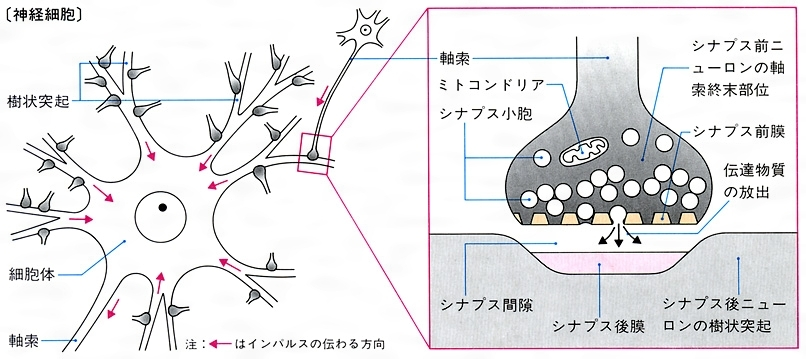 〔神経細胞〕
樹状突起
細胞体
軸索
注：←はインパルスの伝わる方向
軸索
ミトコンドリア
シナプス小胞
シナプス前ニ
ューロンの軸
索終末部位
シナプス前膜
伝達物質
の放出
シナプス間隙
シナプス後膜
シナプス後ニュー
ロンの樹状突起